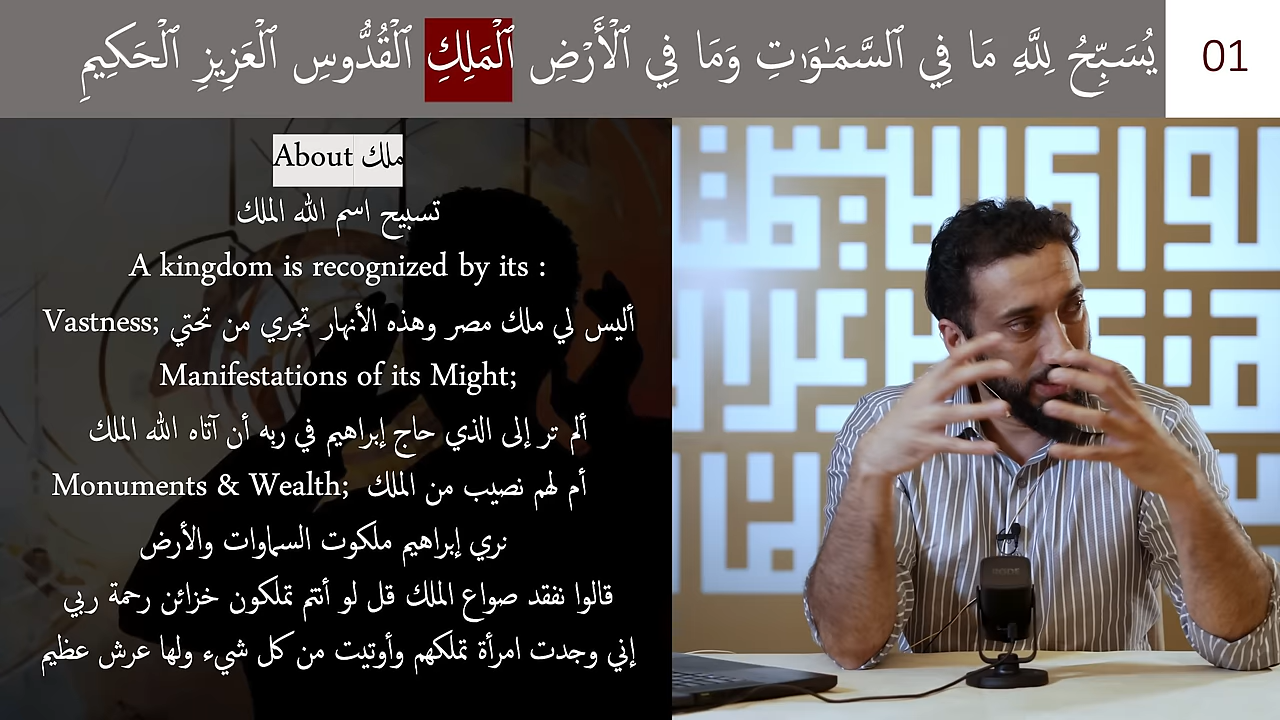 يُسَبِّحُ لِلَّهِ مَا فِي ٱلسَّمَـٰوَٰتِ وَمَا فِي ٱلْأَرْضِ ٱلْمَلِكِ ٱلْقُدُّوسِ ٱلْعَزِيزِ ٱلْحَكِيمِ
01
About ملك
تسبيح اسم الله الملك
A kingdom is recognized by its :
Vastness; أليس لي ملك مصر وهذه الأنهار تجري من تحتي
Manifestations of its Might;
ألم تر إلى الذي حاج إبراهيم في ربه أن آتاه الله الملك
Monuments & Wealth; أم لهم نصيب من الملك
نري إبراهيم ملكوت السماوات والأرض
قالوا نفقد صواع الملك قل لو أنتم تملكون خزائن رحمة ربي
إني وجدت امرأة تملكهم وأوتيت من كل شيء ولها عرش عظيم
RODE